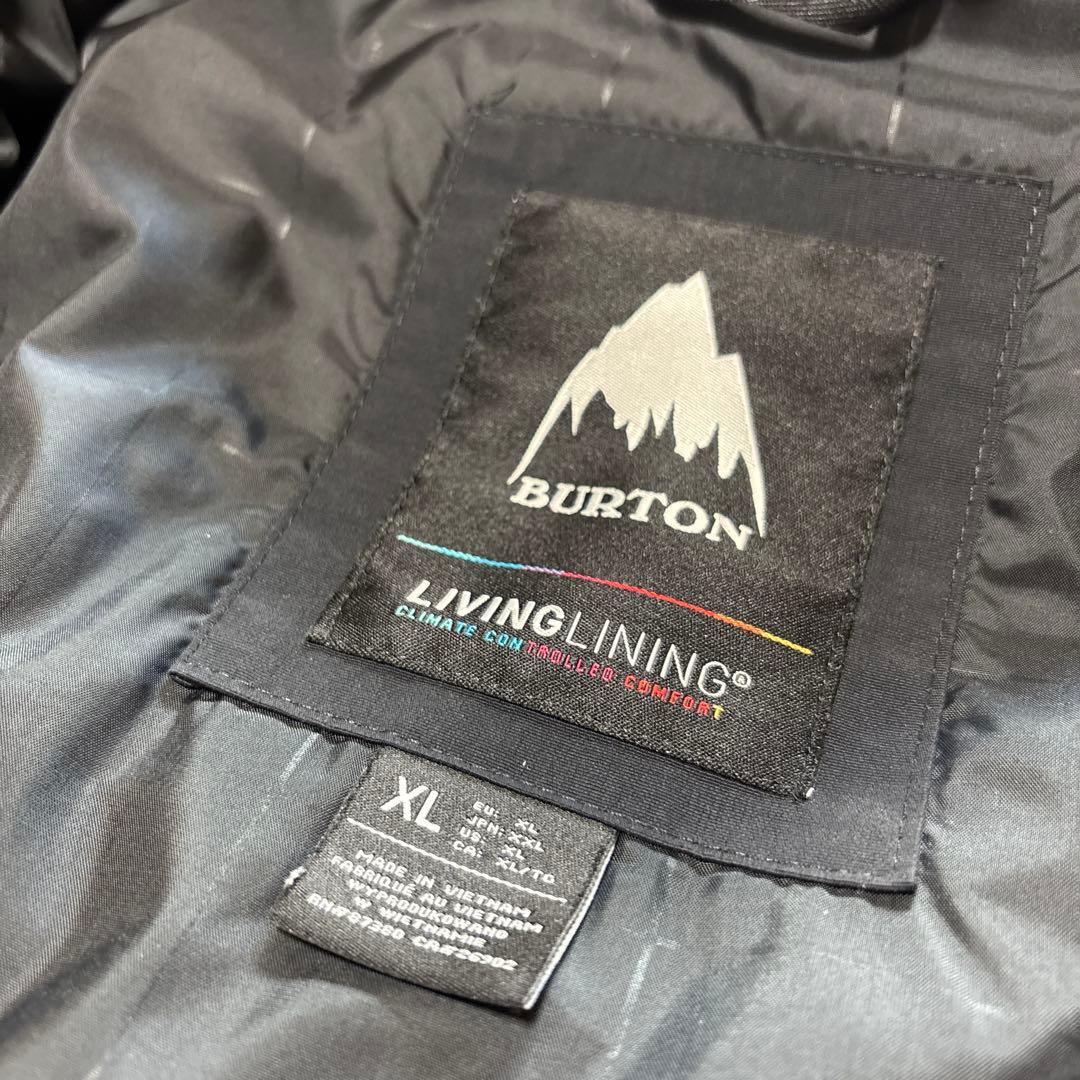 BURTON
LIVINGLINING®
CLIMATE CONTROLLED COMFORT
XL
EU: XL
JPN: XXL
US: XL
CA: XL/TG
MADE IN VIETNAM
FABRIQUÉ AU VIETNAM
WYPRODUKOWANO
W WIETNAMIE
RN#87380 CA#26902